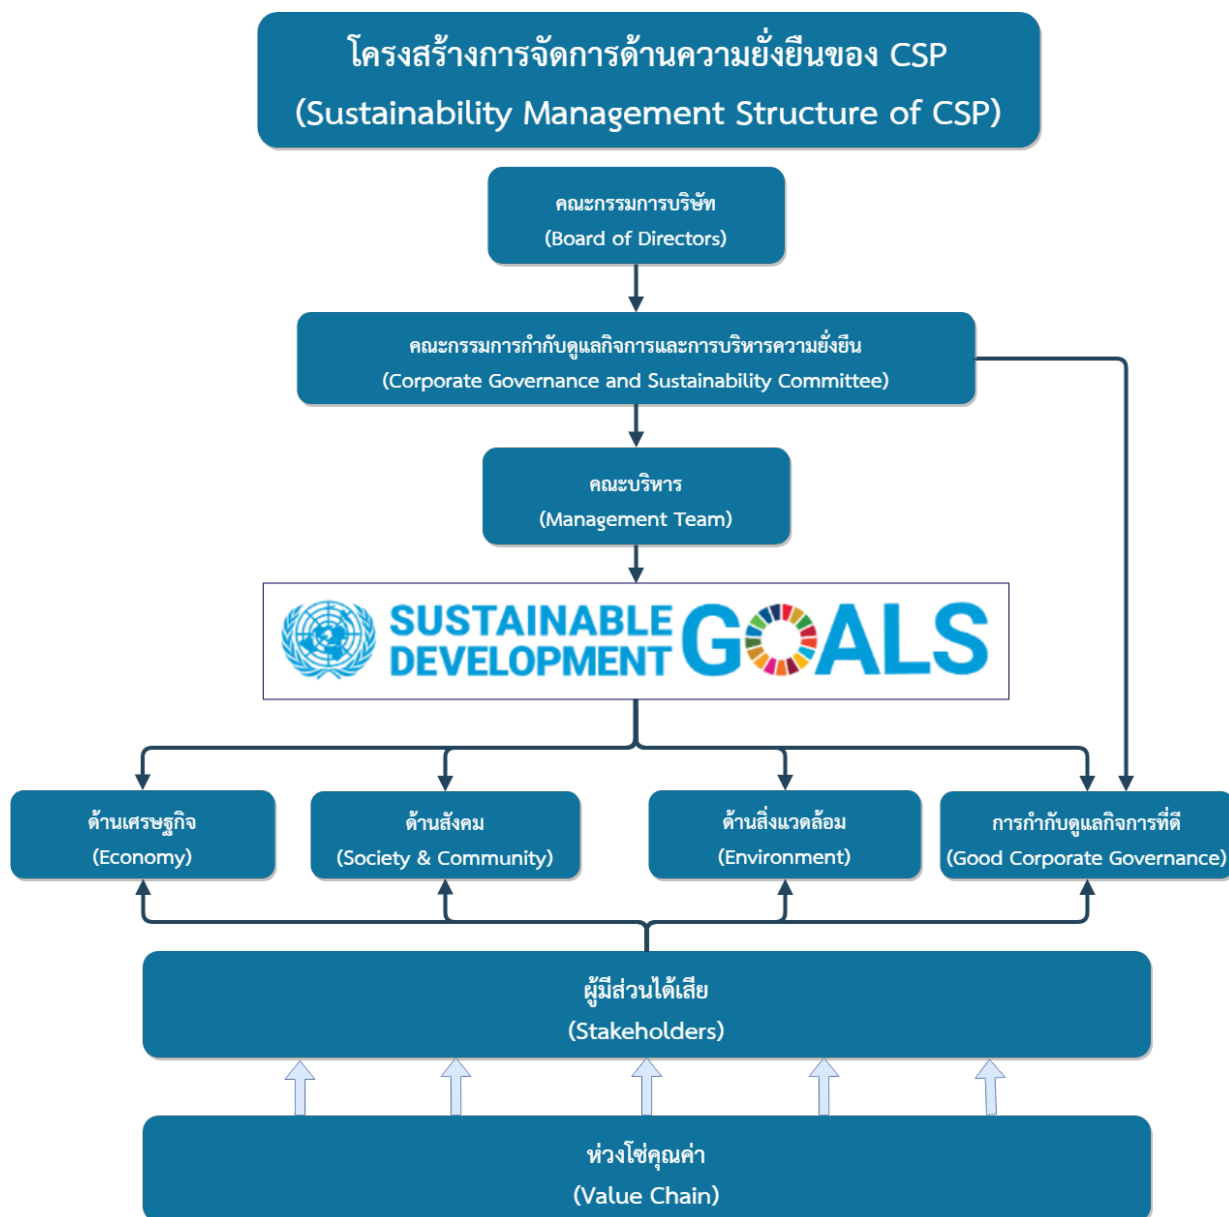 โครงสร้างการจัดการด้านความยั่งยืนของ CSP
(Sustainability Management Structure of CSP)
คณะกรรมการบริษัท
(Board of Directors)
คณะกรรมการกำกับดูแลกิจการและการบริหารความยั่งยืน
(Corporate Governance and Sustainability Committee)
คณะบริหาร
(Management Team)
SUSTAINABLE
DEVELOPMENT
GOALS
ด้านเศรษฐกิจ
(Economy)
ด้านสังคม
(Society & Community)
ด้านสิ่งแวดล้อม
(Environment)
การกำกับดูแลกิจการที่ดี
(Good Corporate Governance)
ผู้มีส่วนได้เสีย
(Stakeholders)
ห่วงโซ่คุณค่า
(Value Chain)